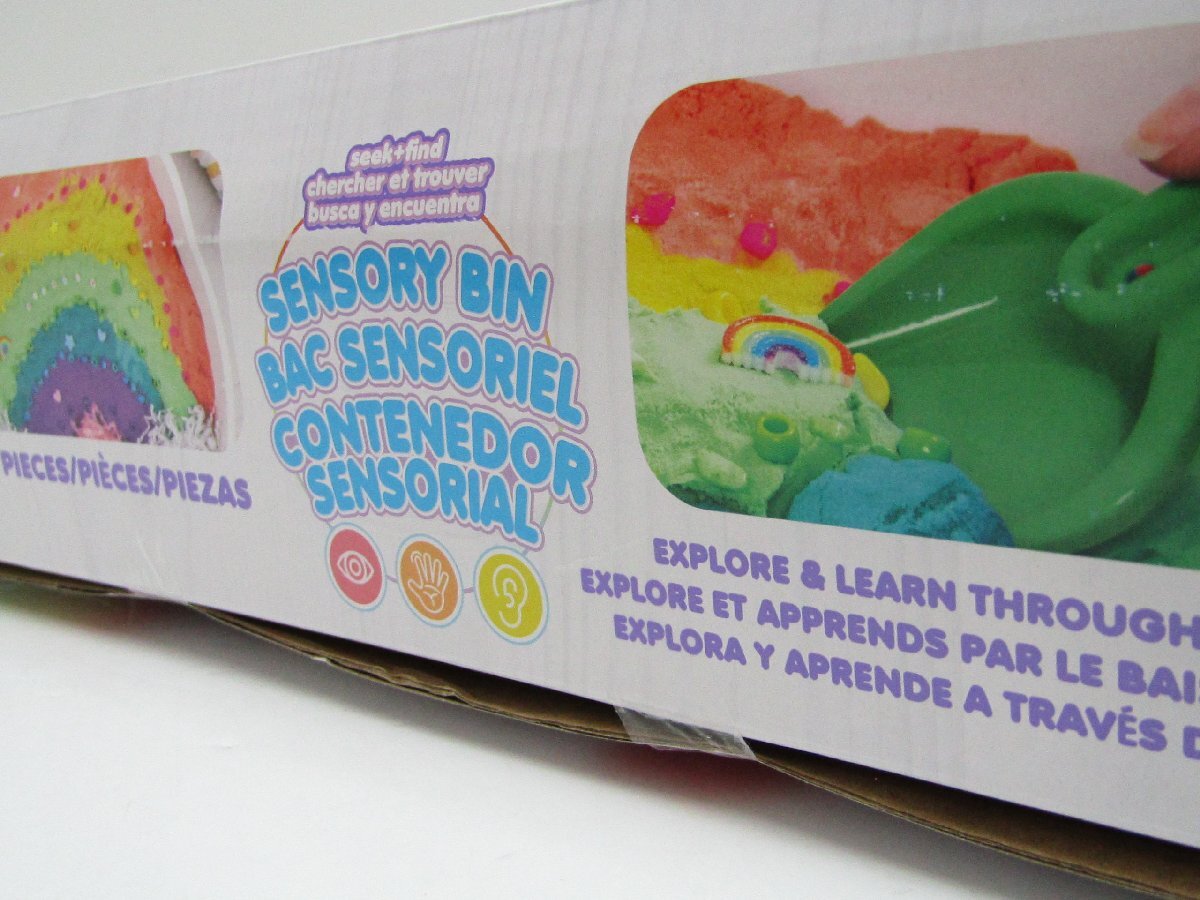 seek+find
chercher et trouver
busca y encuentra
SENSORY BIN
BAC SENSORIEL
CONTENEDOR
SENSORIAL
PIECES/PIÈCES/PIEZAS
EXPLORE & LEARN THROUGH
EXPLORE ET APPRENDS PAR LE
EXPLORA Y APRENDE A TRAVÉS